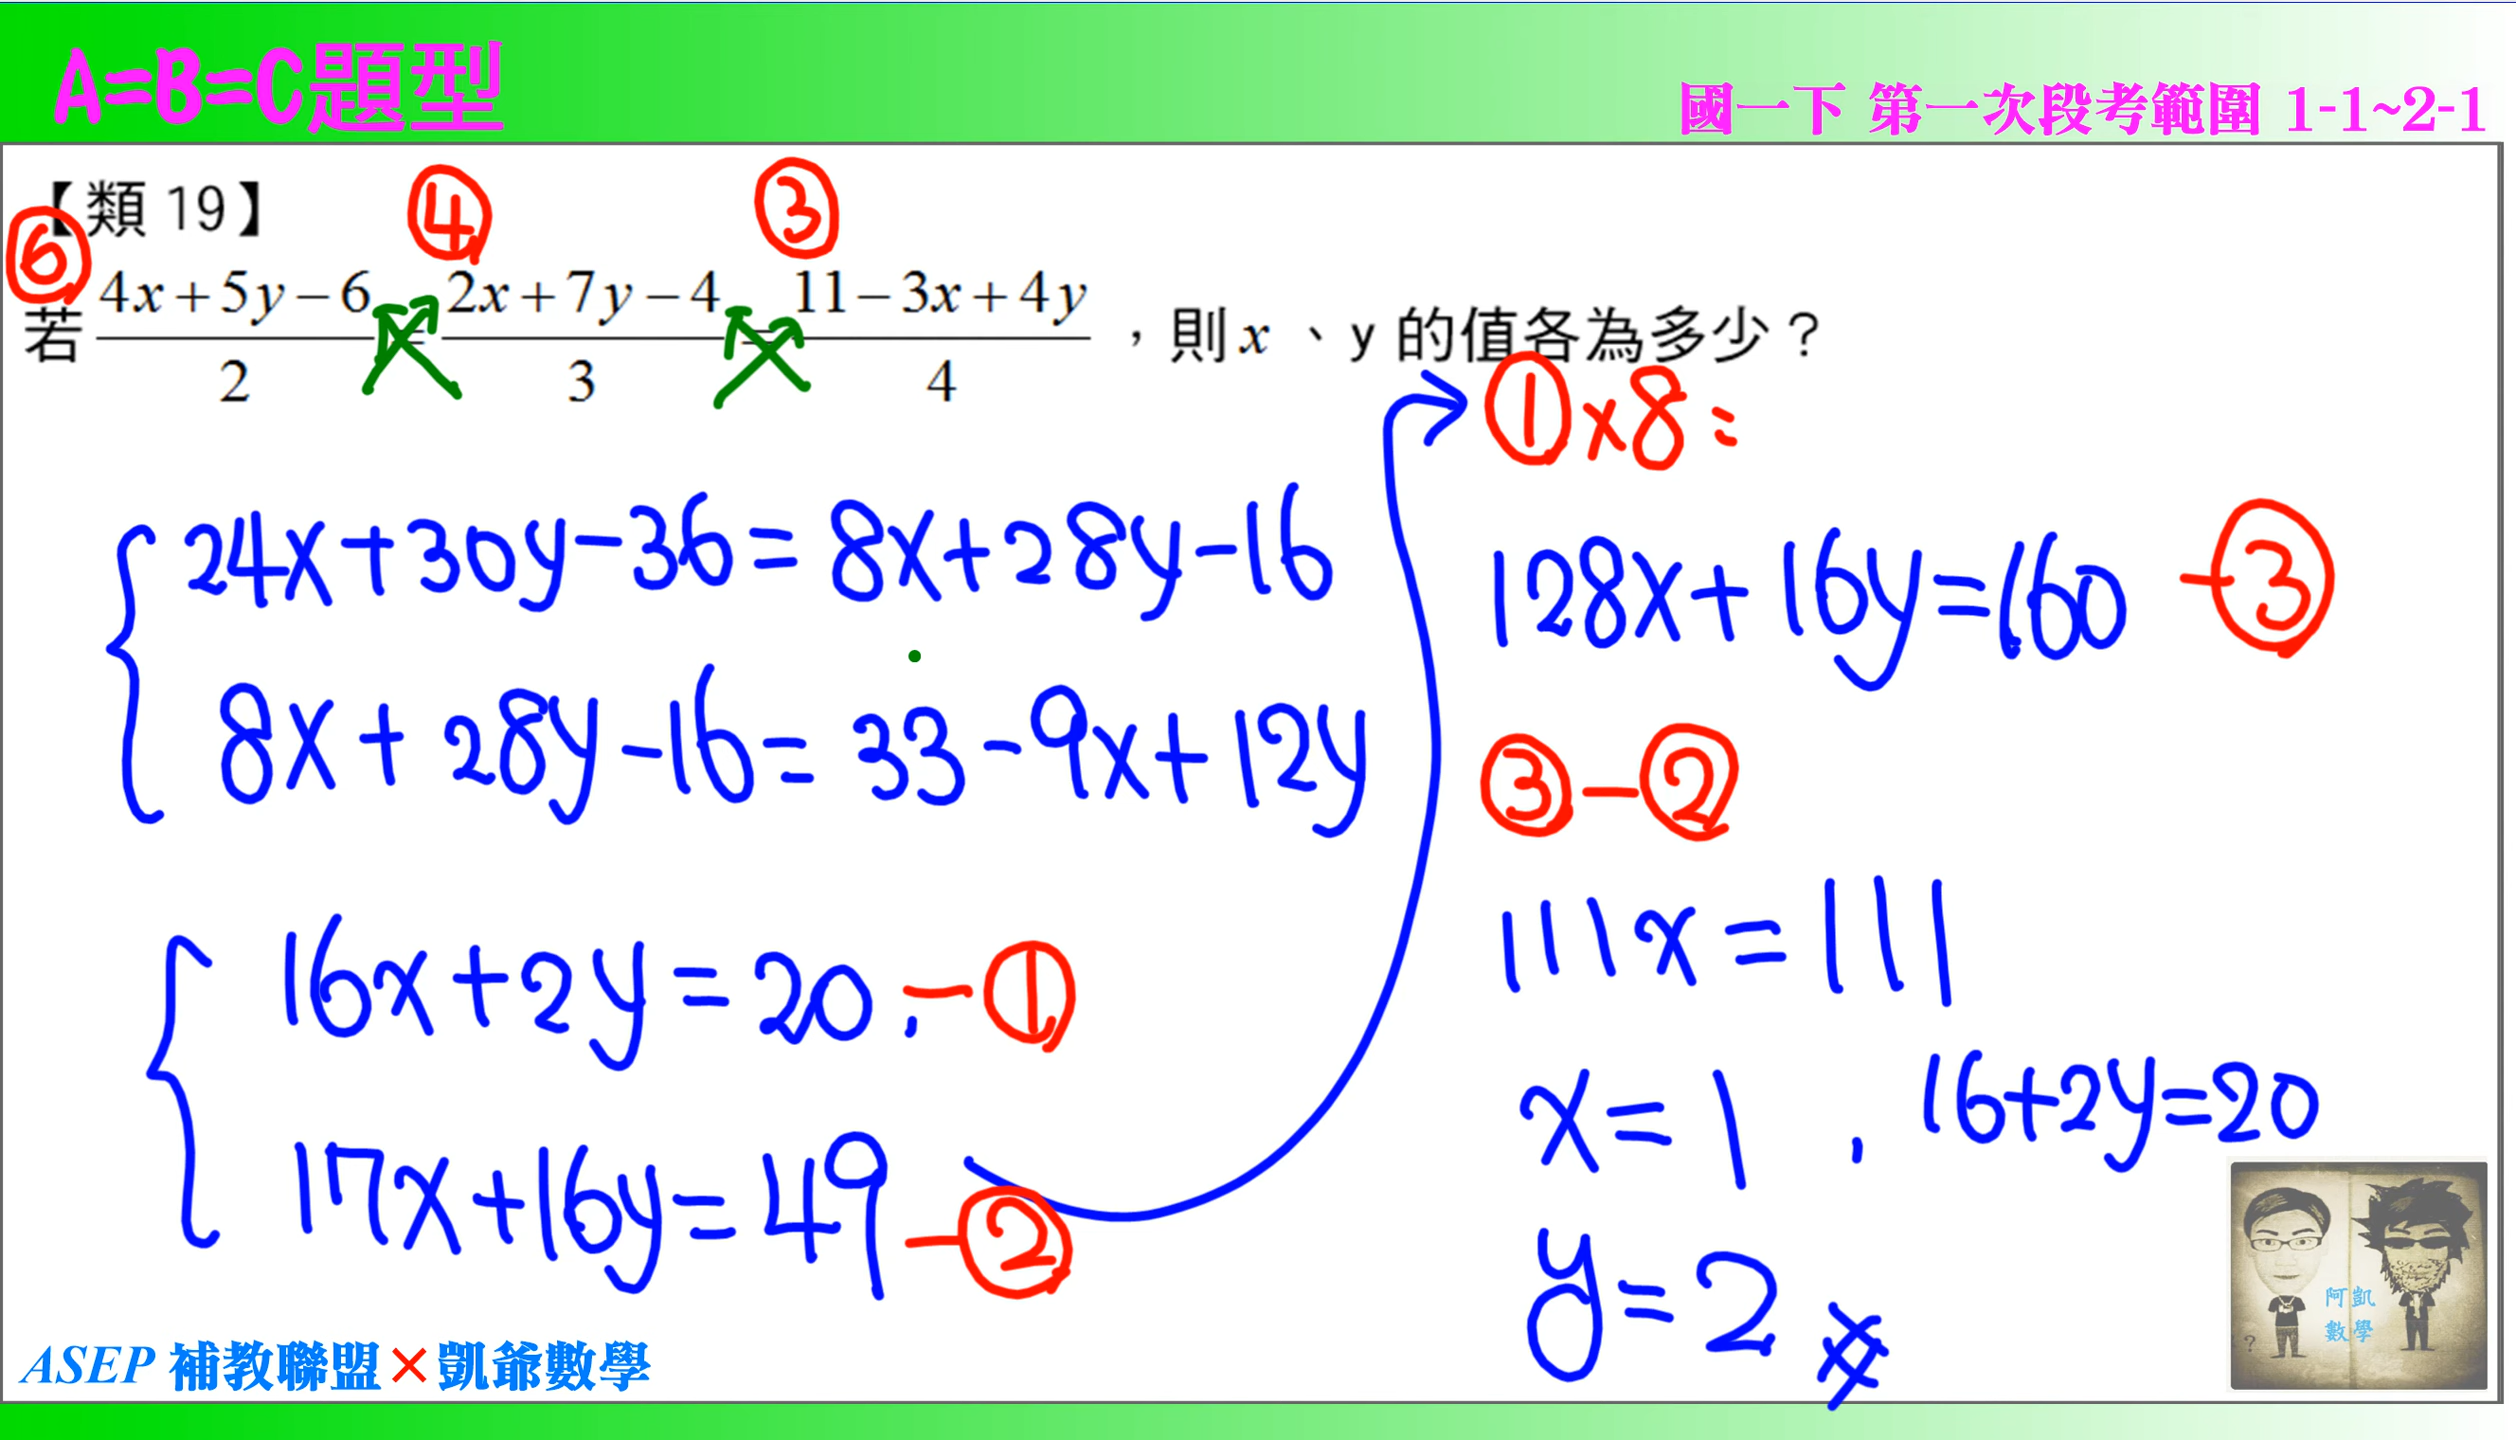 A=B=C題型
國一下 第一次段考範圍 1-1~2-1
【類 19】
⑥ ④ ③
若 (4x+5y-6)/2 = (2x+7y-4)/3 = (11-3x+4y)/4 ,則 x 、y 的值各為多少?
24x+30y-36=8x+28y-16
8x+28y-16=33-9x+12y
16x+2y=20 -①
17x+16y=49 -②
①x8:
128x+16y=160 -③
③-②
111x=111
x=1 , 16+2y=20
y=2
阿凱
數學
?
ASEP 補教聯盟×凱爺數學